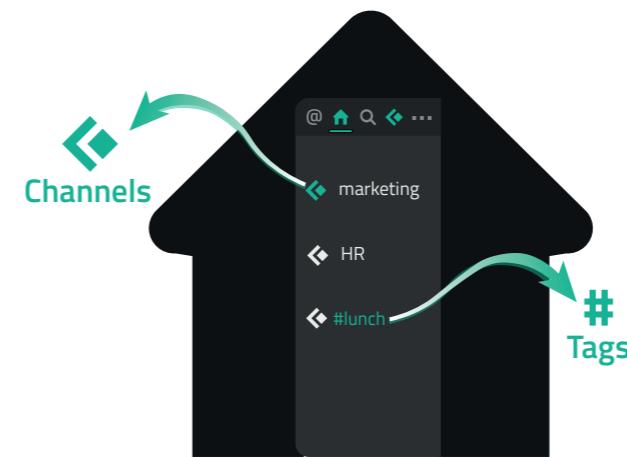 @
marketing
Channels
HR
#lunch
#
Tags